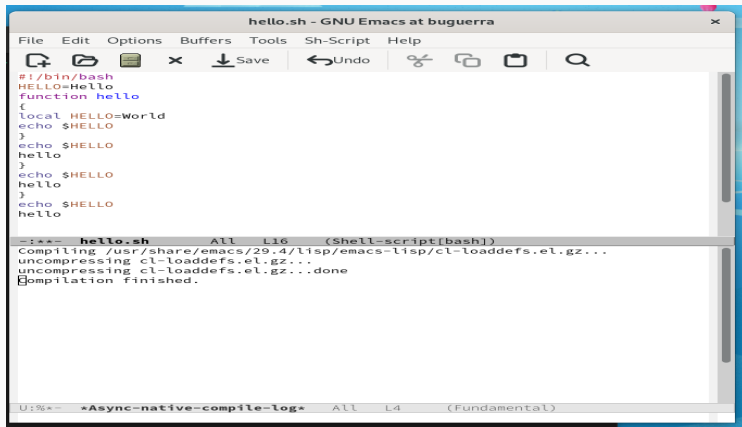 hello.sh - GNU Emacs at buguerra
File Edit Options Buffers Tools Sh-Script Help
Save Undo
#!/bin/bash
HELLO=Hello
function hello
{
local HELLO=World
echo $HELLO
}
echo $HELLO
hello
}
echo $HELLO
hello
}
echo $HELLO
hello
-:**- hello.sh All L16 (Shell-script[bash])
Compiling /usr/share/emacs/29.4/lisp/emacs-lisp/cl-loaddefs.el.gz...
uncompressing cl-loaddefs.el.gz...
uncompressing cl-loaddefs.el.gz...done
Compilation finished.
U:%*- *Async-native-compile-log* All L4 (Fundamental)